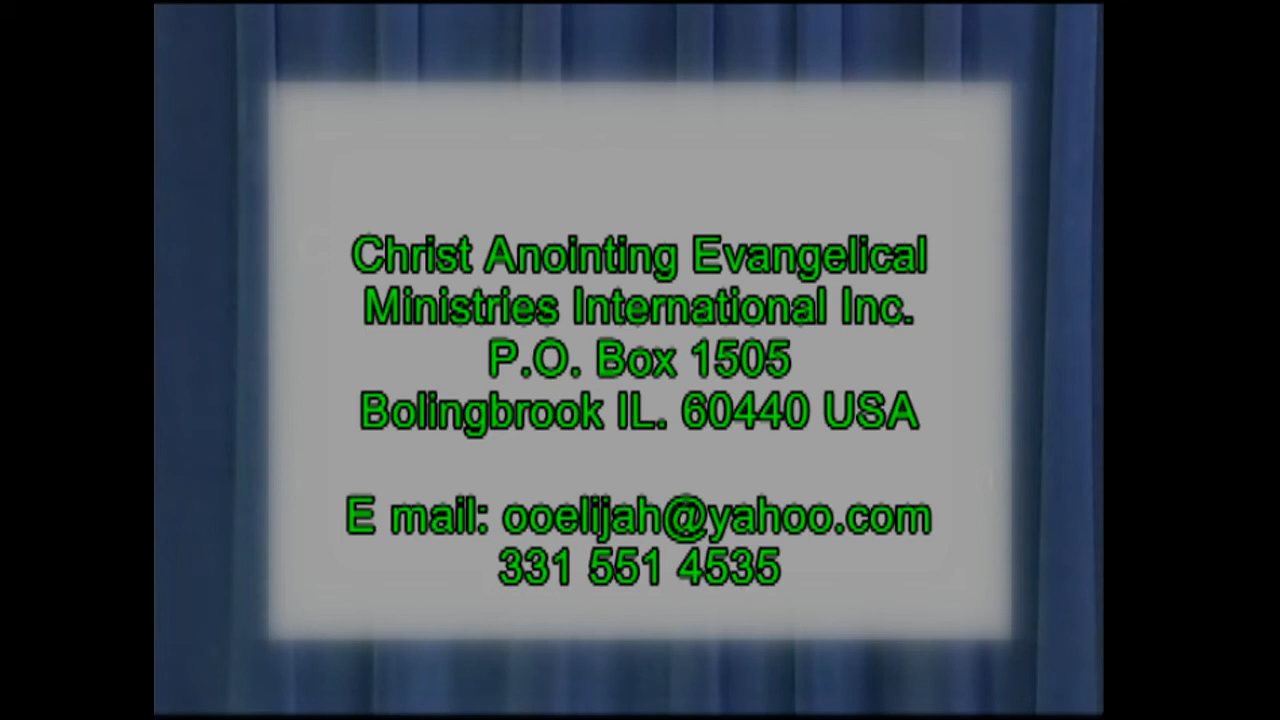 Christ Anointing Evangelical
Ministries International Inc.
P.O. Box 1505
Bolingbrook IL. 60440 USA
E mail: ooelijah@yahoo.com
331 551 4535